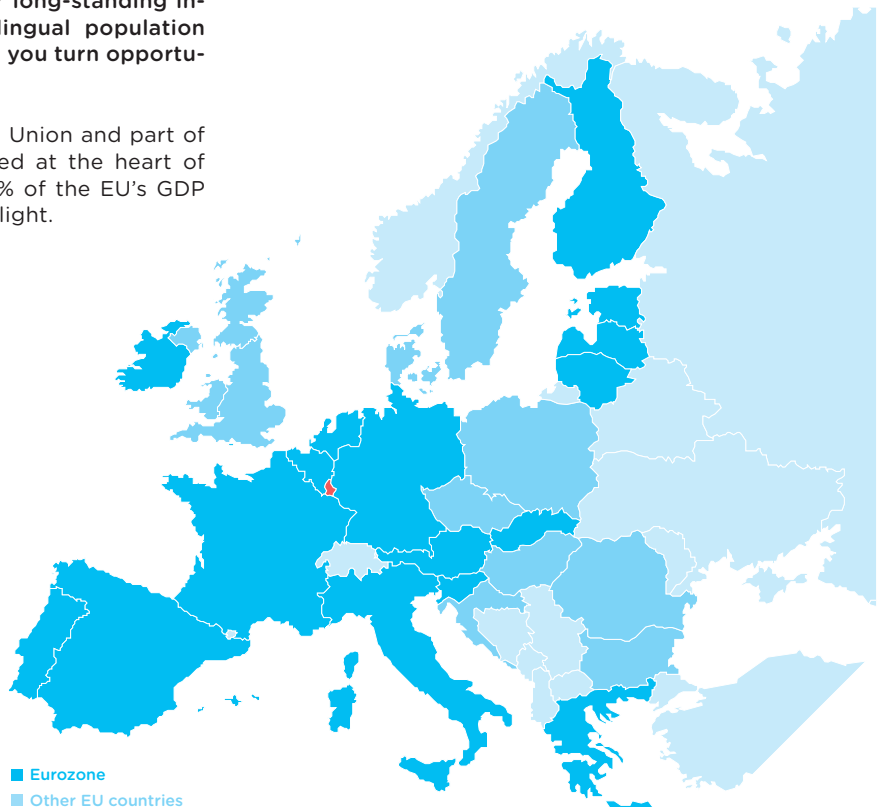 long-standing in-
lingual population
you turn opportu-
Union and part of
ed at the heart of
% of the EU's GDP
light.
Eurozone
Other EU countries